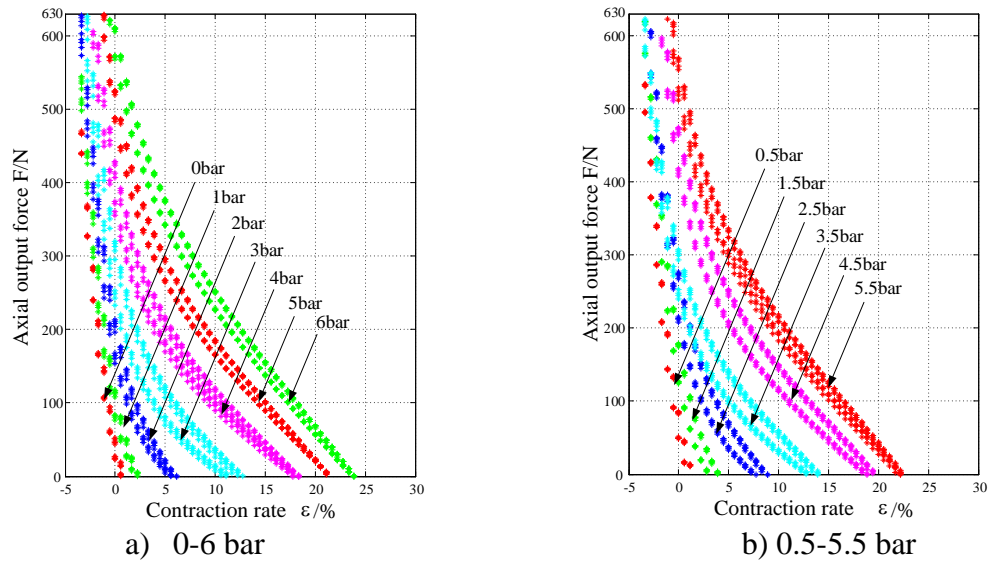 630
600
500
400
300
200
100
0
-5 0 5 10 15 20 25 30
Axial output force F/N
Contraction rate ε/%
0bar
1bar
2bar
3bar
4bar
5bar
6bar
a) 0-6 bar
630
600
500
400
300
200
100
0
-5 0 5 10 15 20 25 30
Axial output force F/N
Contraction rate ε/%
0.5bar
1.5bar
2.5bar
3.5bar
4.5bar
5.5bar
b) 0.5-5.5 bar